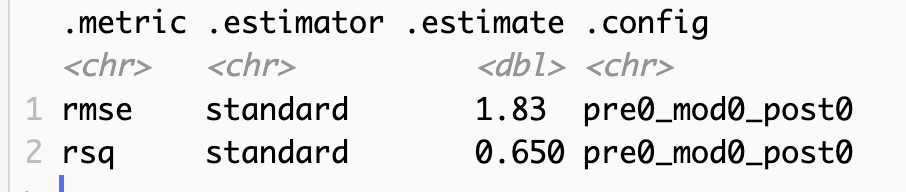 .metric .estimator .estimate .config
<chr> <chr> <dbl> <chr>
1 rmse standard 1.83 pre0_mod0_post0
2 rsq standard 0.650 pre0_mod0_post0